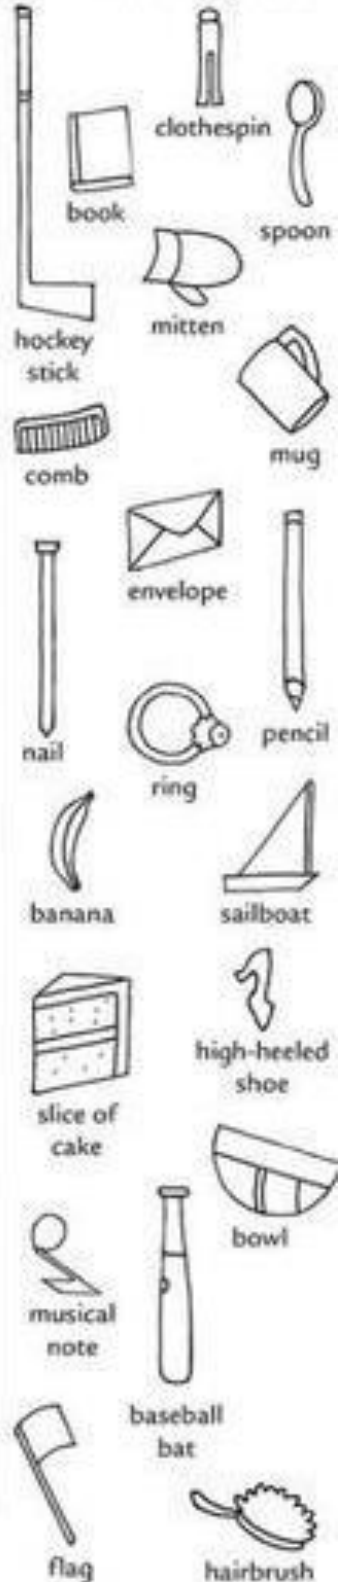 clothespin
book
spoon
mitten
hockey
stick
mug
comb
envelope
pencil
nail
ring
banana
sailboat
high-heeled
shoe
slice of
cake
bowl
musical
note
baseball
bat
flag
hairbrush